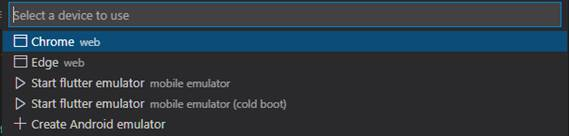 Select a device to use
Chrome web
Edge web
Start flutter emulator mobile emulator
Start flutter emulator mobile emulator (cold boot)
Create Android emulator